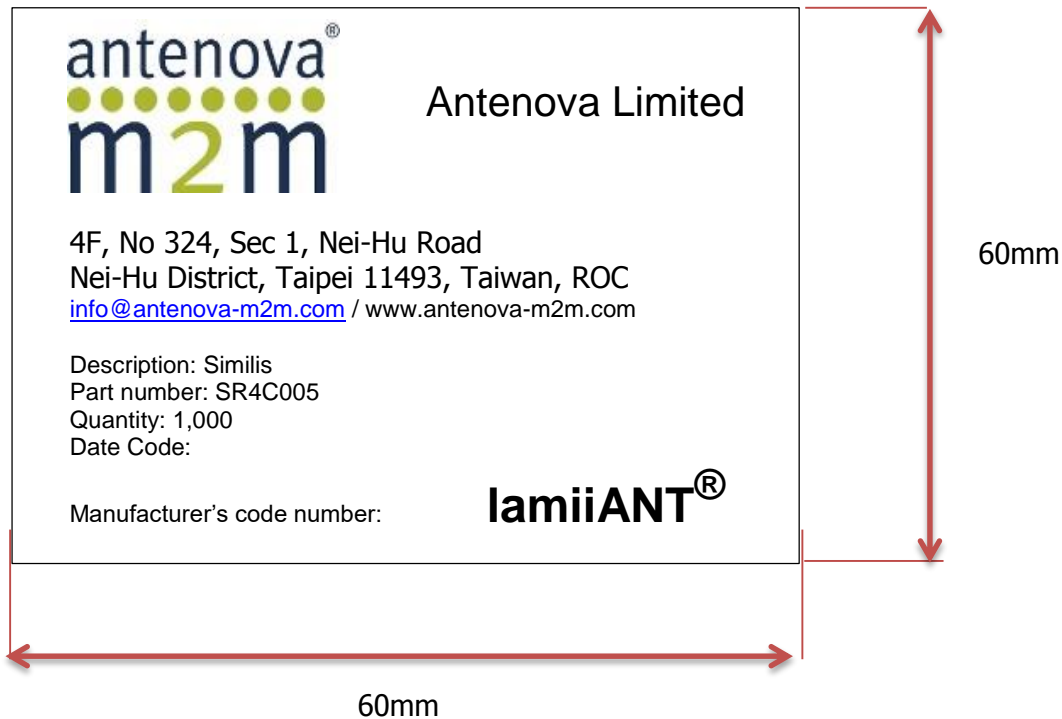 antenova®
m2m
Antenova Limited
4F, No 324, Sec 1, Nei-Hu Road
Nei-Hu District, Taipei 11493, Taiwan, ROC
info@antenova-m2m.com / www.antenova-m2m.com
Description: Similis
Part number: SR4C005
Quantity: 1,000
Date Code:
Manufacturer’s code number:
lamiiANT®
60mm
60mm